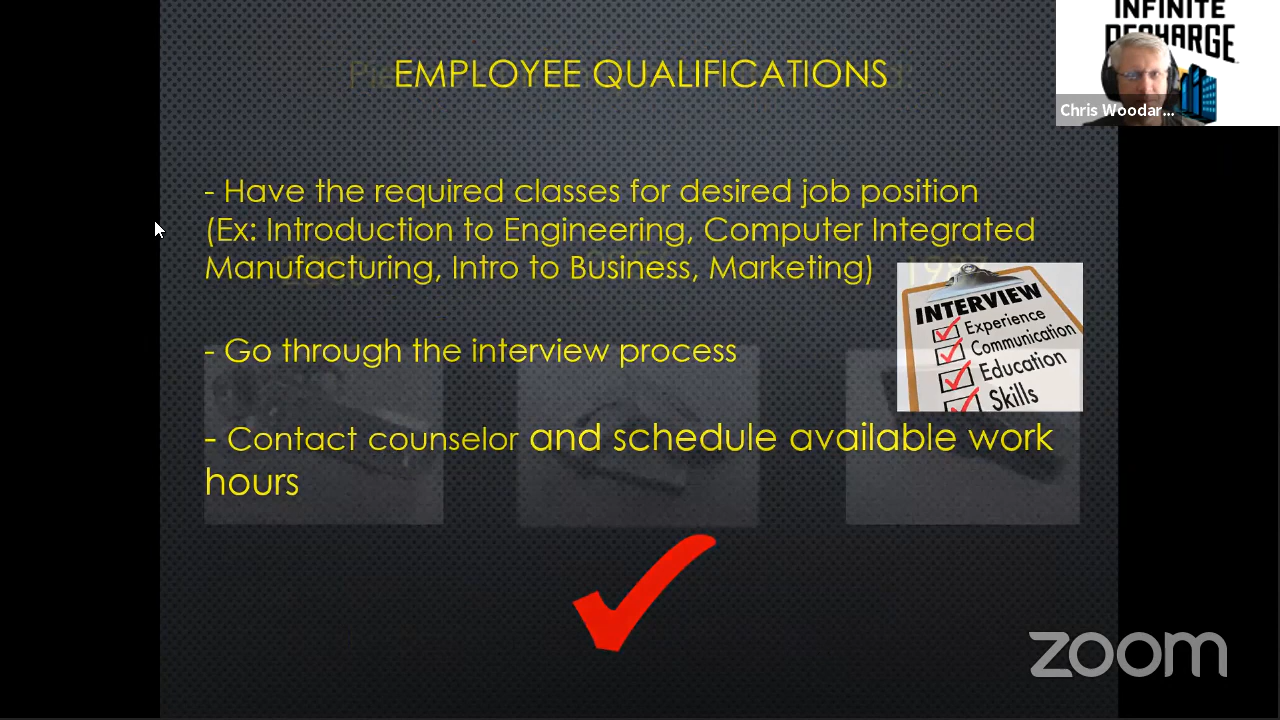 INFINITE
RECHARGE
EMPLOYEE QUALIFICATIONS
Chris Woodar...
- Have the required classes for desired job position
(Ex: Introduction to Engineering, Computer Integrated
Manufacturing, Intro to Business, Marketing)
INTERVIEW
Experience
Communication
Education
Skills
- Go through the interview process
- Contact counselor and schedule available work
hours
zoom